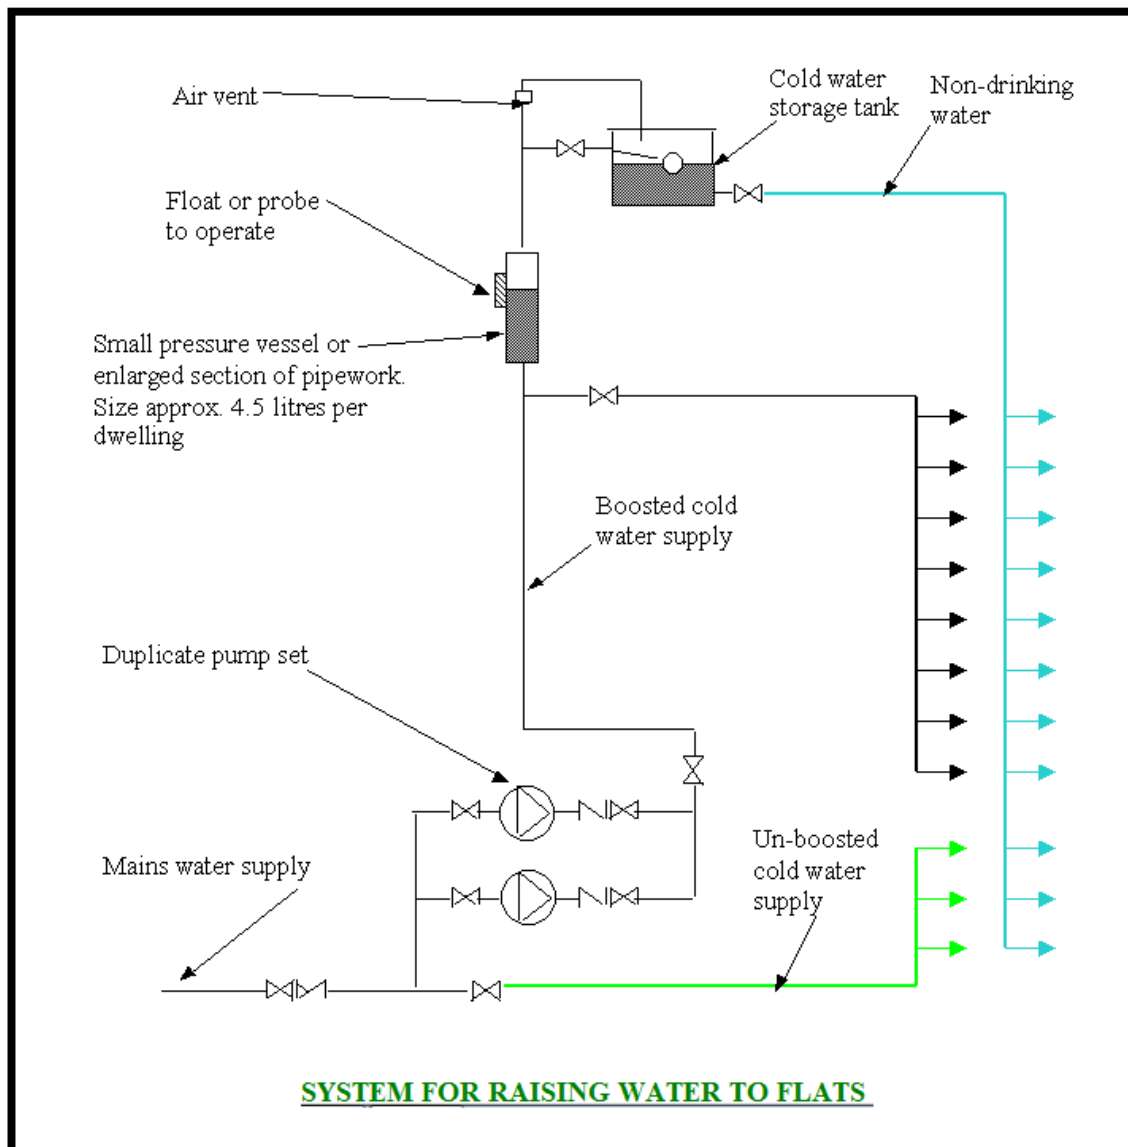 Air vent
Cold water
storage tank
Non-drinking
water
Float or probe
to operate
Small pressure vessel or
enlarged section of pipework.
Size approx. 4.5 litres per
dwelling
Boosted cold
water supply
Duplicate pump set
Mains water supply
Un-boosted
cold water
supply
SYSTEM FOR RAISING WATER TO FLATS